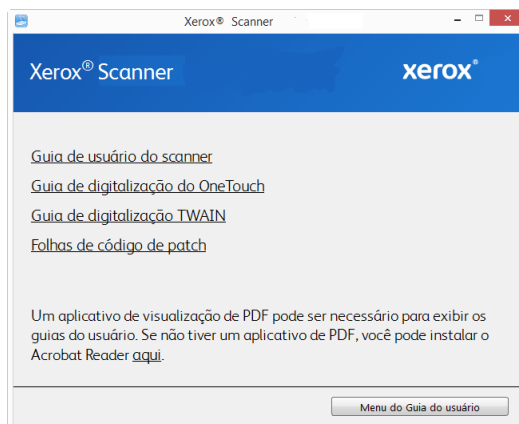 Xerox® Scanner
Xerox® Scanner
xerox®
Guia de usuário do scanner
Guia de digitalização do OneTouch
Guia de digitalização TWAIN
Folhas de código de patch
Um aplicativo de visualização de PDF pode ser necessário para exibir os
guias do usuário. Se não tiver um aplicativo de PDF, você pode instalar o
Acrobat Reader aqui.
Menu do Guia do usuário